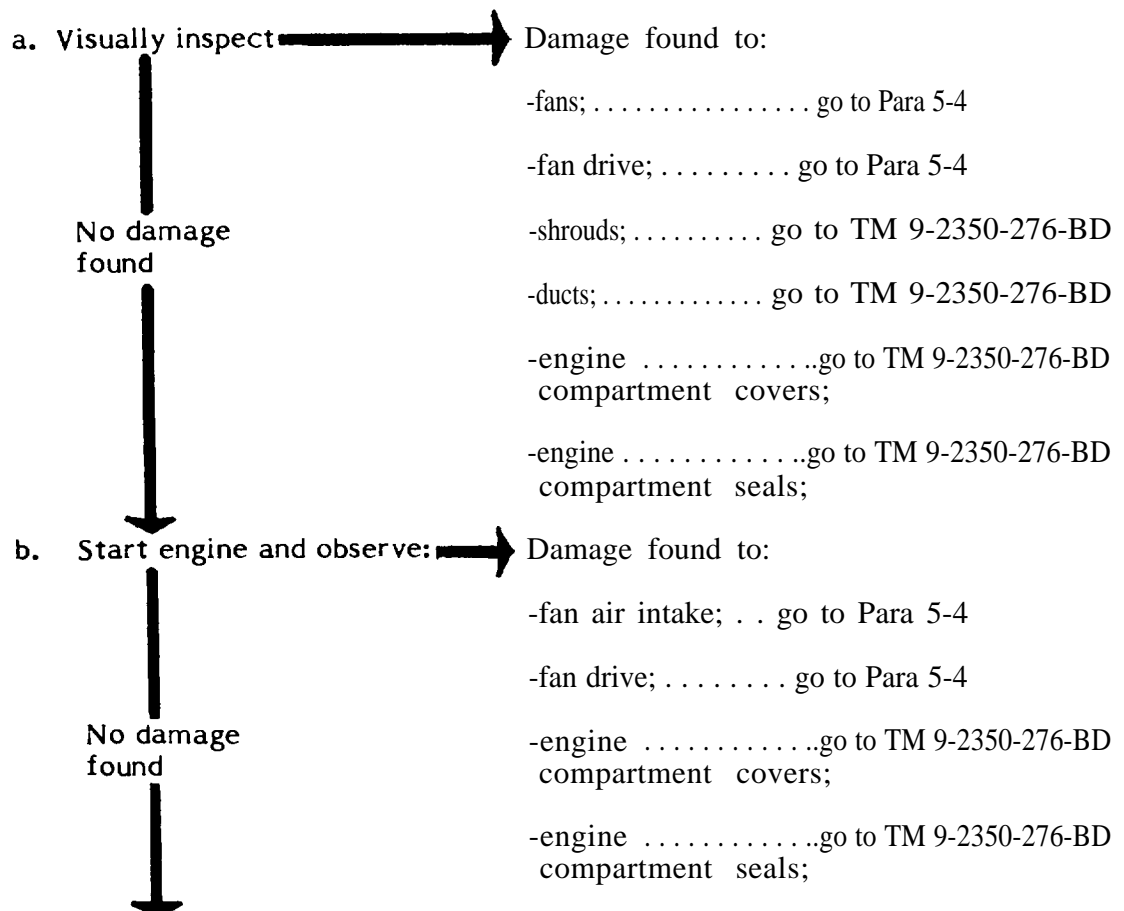 a. Visually inspect Damage found to:
-fans; . . . . . . . . . . . . . . . . go to Para 5-4
-fan drive; . . . . . . . . . go to Para 5-4
No damage
found
-shrouds; . . . . . . . . . . go to TM 9-2350-276-BD
-ducts; . . . . . . . . . . . . . go to TM 9-2350-276-BD
-engine . . . . . . . . . . . . ..go to TM 9-2350-276-BD
compartment covers;
-engine . . . . . . . . . . . . ..go to TM 9-2350-276-BD
compartment seals;
b. Start engine and observe: Damage found to:
-fan air intake; . . go to Para 5-4
-fan drive; . . . . . . . . go to Para 5-4
No damage
found
-engine . . . . . . . . . . . . ..go to TM 9-2350-276-BD
compartment covers;
-engine . . . . . . . . . . . . ..go to TM 9-2350-276-BD
compartment seals;